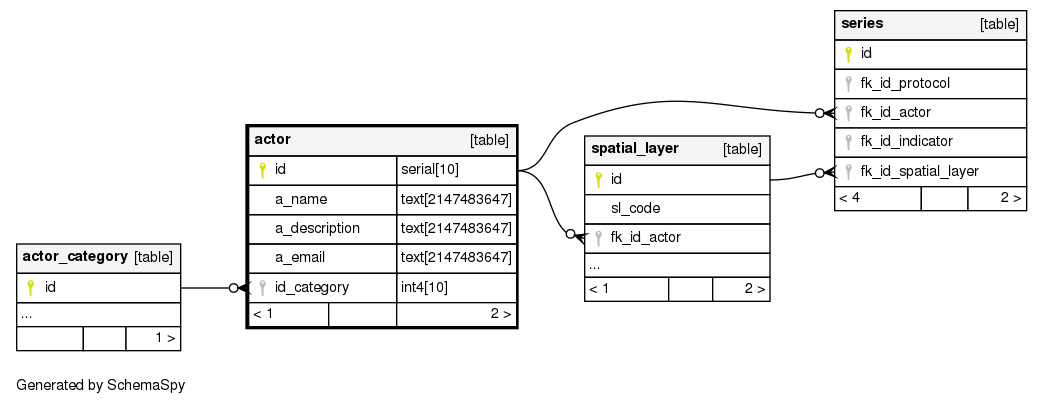 series [table]
id
fk_id_protocol
fk_id_actor
fk_id_indicator
fk_id_spatial_layer
< 4 2 >
actor [table]
id serial[10]
a_name text[2147483647]
a_description text[2147483647]
a_email text[2147483647]
id_category int4[10]
< 1 2 >
spatial_layer [table]
id
sl_code
fk_id_actor
...
< 1 2 >
actor_category [table]
id
...
1 >
Generated by SchemaSpy